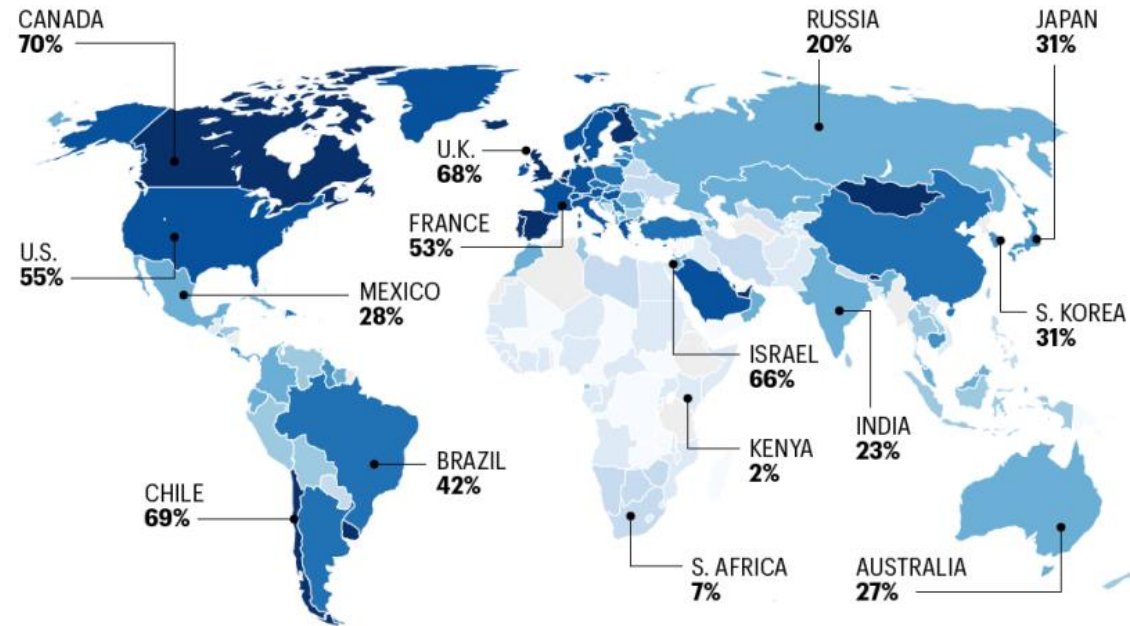 CANADA
70%
RUSSIA
20%
JAPAN
31%
U.K.
68%
FRANCE
53%
U.S.
55%
MEXICO
28%
S. KOREA
31%
ISRAEL
66%
INDIA
23%
KENYA
2%
BRAZIL
42%
CHILE
69%
S. AFRICA
7%
AUSTRALIA
27%